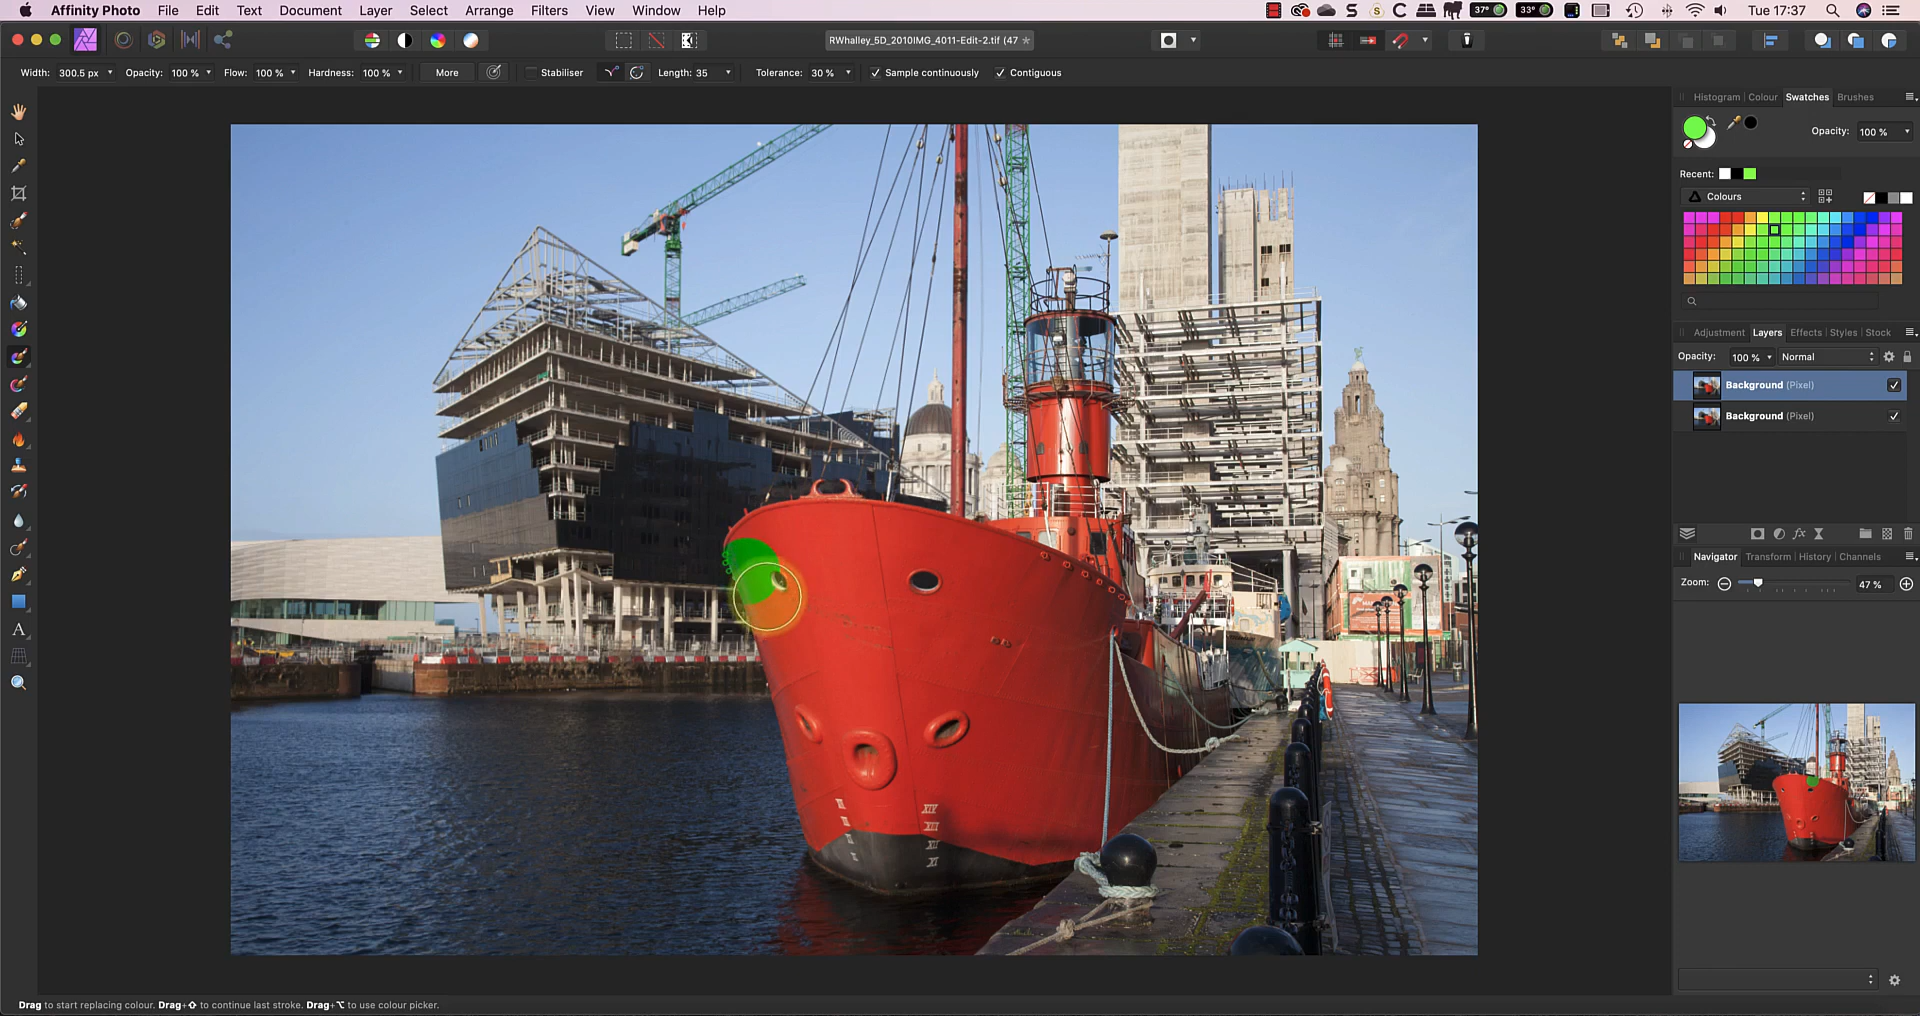 Affinity Photo File Edit Text Document Layer Select Arrange Filters View Window Help 37° 33° Tue 17:37
RWhalley_5D_2010IMG_4011-Edit-2.tif (47
Width: 300.5 px Opacity: 100 % Flow: 100 % Hardness: 100 % More Stabiliser Length: 35 Tolerance: 30 % Sample continuously Contiguous
Histogram Colour Swatches Brushes
Opacity: 100 %
Recent:
Colours
Adjustment Layers Effects Styles Stock
Opacity: 100 % Normal
Background (Pixel)
Background (Pixel)
Navigator Transform History Channels
Zoom: 47 %
XIV
XIII
XII
XI
Drag to start replacing colour. Drag+⇧ to continue last stroke. Drag+⌥ to use colour picker.